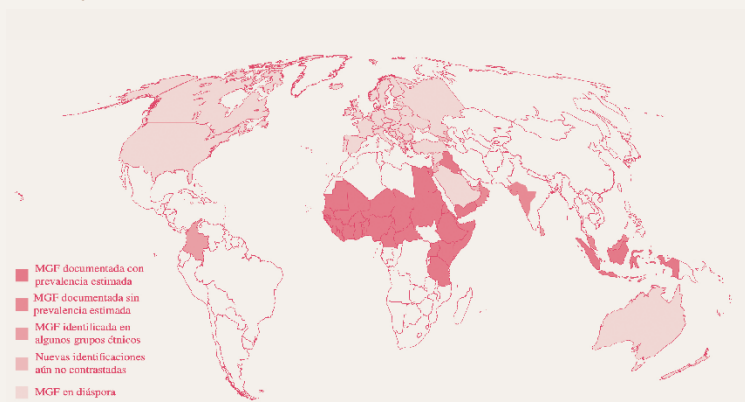 MGF documentada con
prevalencia estimada
MGF documentada sin
prevalencia estimada
MGF identificada en
algunos grupos étnicos
Nuevas identificaciones
aún no contrastadas
MGF en diáspora